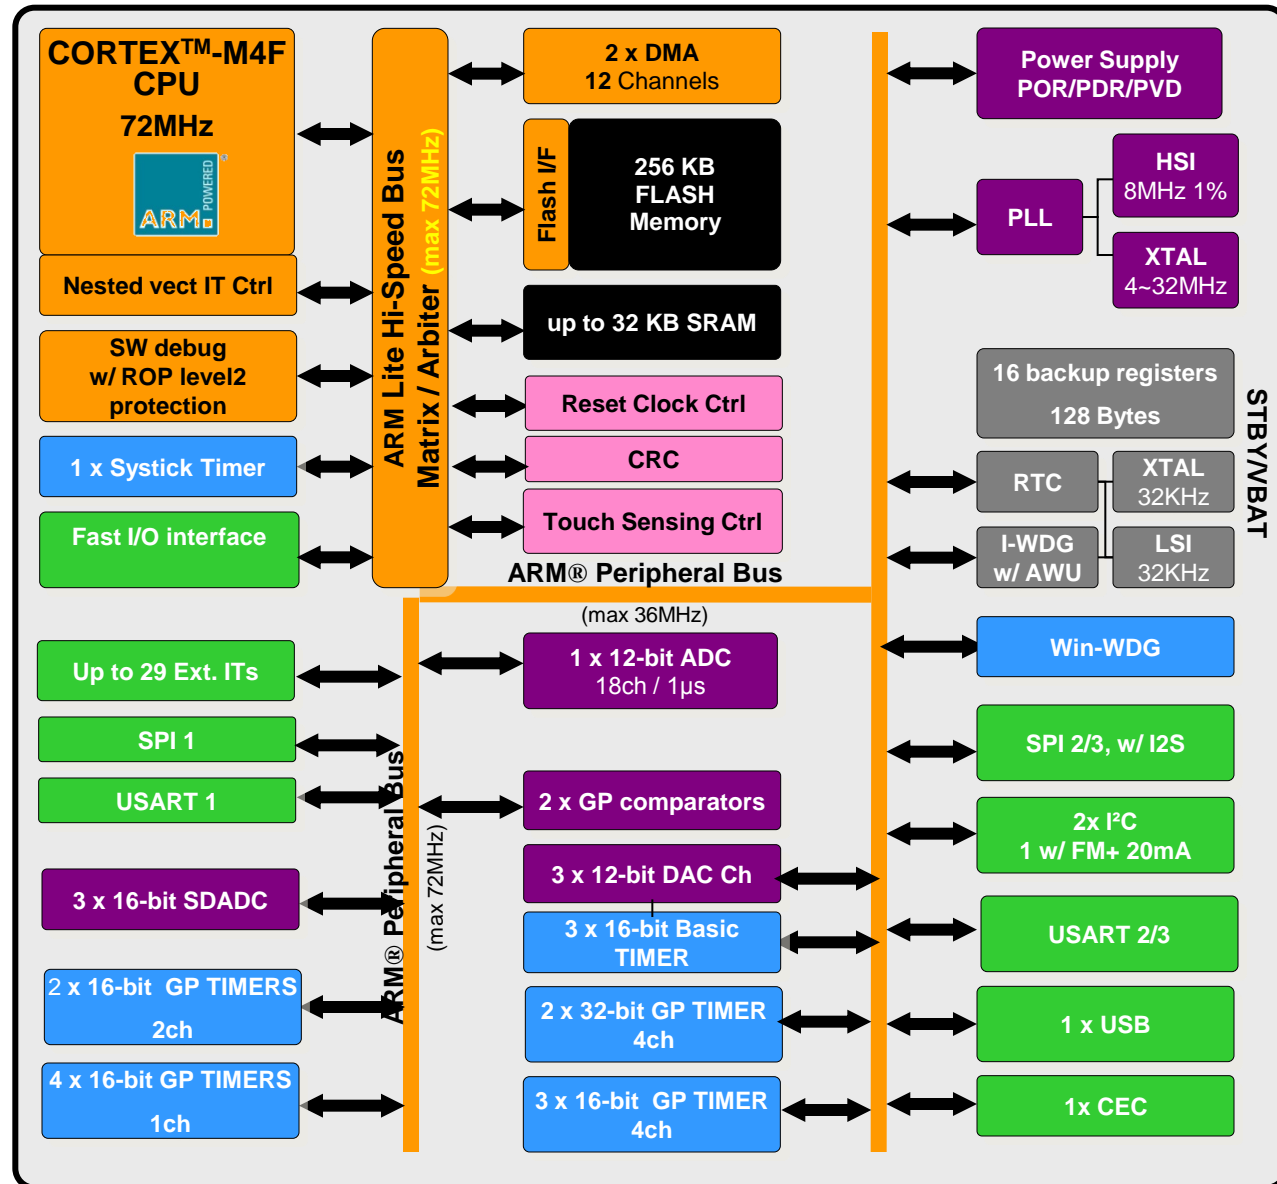 CORTEX™-M4F
CPU
72MHz
ARM POWERED
®
Nested vect IT Ctrl
SW debug
w/ ROP level2
protection
1 x Systick Timer
Fast I/O interface
ARM Lite Hi-Speed Bus
Matrix / Arbiter (max 72MHz)
2 x DMA
12 Channels
Flash I/F
256 KB
FLASH
Memory
up to 32 KB SRAM
Reset Clock Ctrl
CRC
Touch Sensing Ctrl
ARM® Peripheral Bus
(max 36MHz)
Power Supply
POR/PDR/PVD
PLL
HSI
8MHz 1%
XTAL
4~32MHz
16 backup registers
128 Bytes
STBY/VBAT
RTC
XTAL
32KHz
I-WDG
w/ AWU
LSI
32KHz
Up to 29 Ext. ITs
SPI 1
USART 1
3 x 16-bit SDADC
2 x 16-bit GP TIMERS
2ch
4 x 16-bit GP TIMERS
1ch
ARM® Peripheral Bus
(max 72MHz)
1 x 12-bit ADC
18ch / 1µs
2 x GP comparators
3 x 12-bit DAC Ch
3 x 16-bit Basic
TIMER
2 x 32-bit GP TIMER
4ch
3 x 16-bit GP TIMER
4ch
Win-WDG
SPI 2/3, w/ I2S
2x I²C
1 w/ FM+ 20mA
USART 2/3
1 x USB
1x CEC